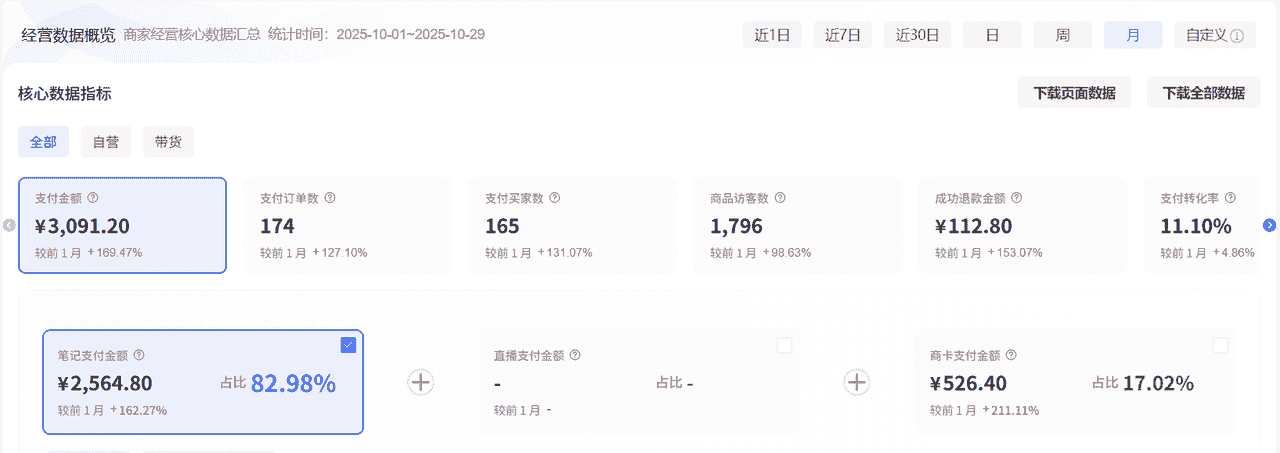 经营数据概览 商家经营核心数据汇总 统计时间：2025-10-01~2025-10-29 近1日 近7日 近30日 日 周 月 自定义
核心数据指标 下载页面数据 下载全部数据
全部 自营 带货
支付金额 支付订单数 支付买家数 商品访客数 成功退款金额 支付转化率
¥3,091.20 174 165 1,796 ¥112.80 11.10%
较前1月 +169.47% 较前1月 +127.10% 较前1月 +131.07% 较前1月 +98.63% 较前1月 +153.07% 较前1月 +4.86%
笔记支付金额 直播支付金额 商卡支付金额
¥2,564.80 占比 82.98% - 占比 - ¥526.40 占比 17.02%
较前1月 +162.27% 较前1月 - 较前1月 +211.11%